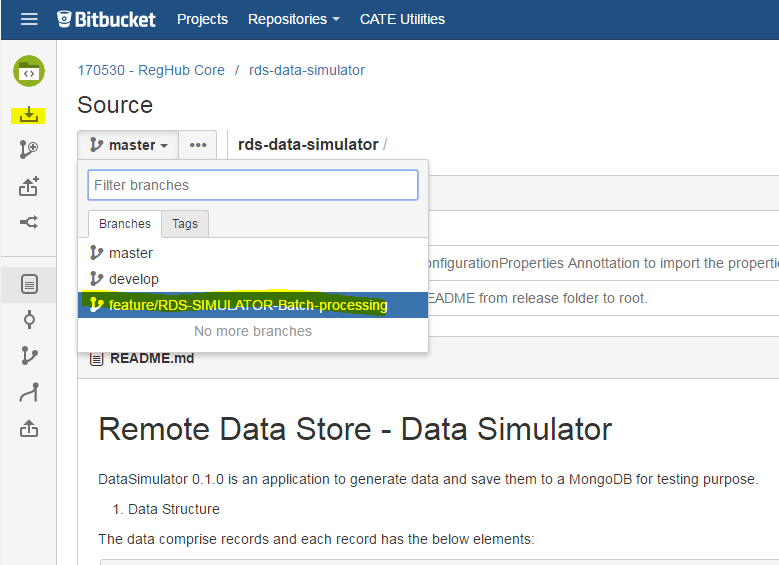 Bitbucket Projects Repositories CATE Utilities
170530 - RegHub Core / rds-data-simulator
Source
master ••• rds-data-simulator /
Filter branches
Branches Tags
master
onfigurationProperties Annottation to import the propertie
develop
feature/RDS-SIMULATOR-Batch-processing
EADME from release folder to root.
No more branches
README.md
Remote Data Store - Data Simulator
DataSimulator 0.1.0 is an application to generate data and save them to a MongoDB for testing purpose.
1. Data Structure
The data comprise records and each record has the below elements: